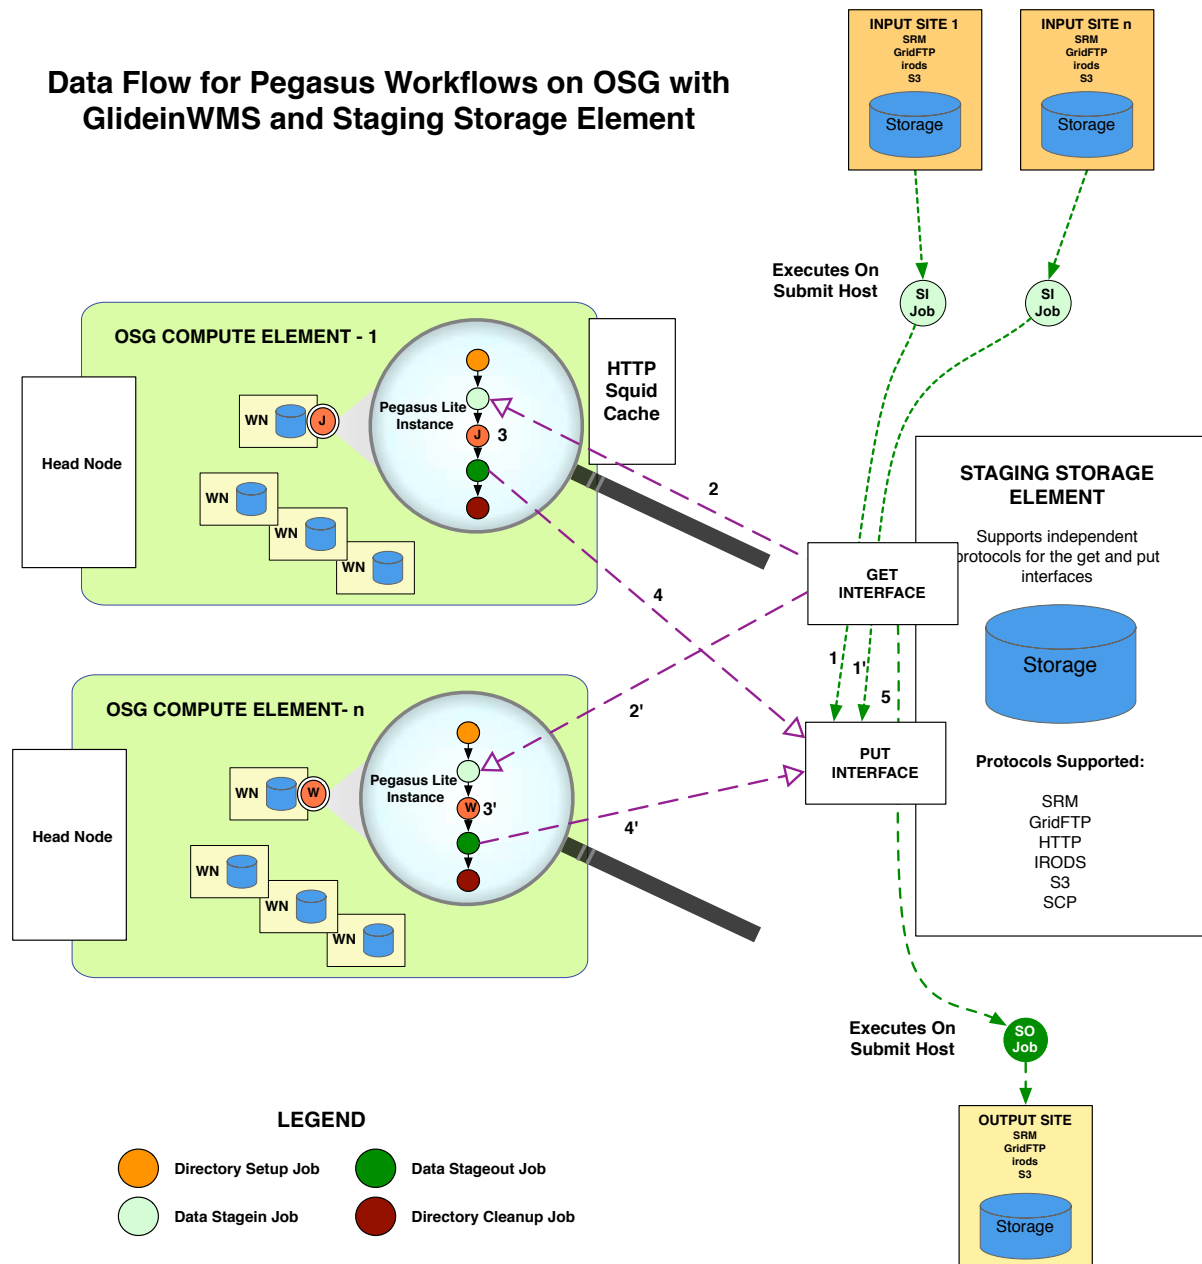 Data Flow for Pegasus Workflows on OSG with
GlideinWMS and Staging Storage Element
INPUT SITE 1
SRM
GridFTP
irods
S3
Storage
INPUT SITE n
SRM
GridFTP
irods
S3
Storage
Executes On
Submit Host
SI
Job
SI
Job
OSG COMPUTE ELEMENT - 1
Head Node
WN
J
WN
WN
WN
Pegasus Lite
Instance
J
3
HTTP
Squid
Cache
2
4
GET
INTERFACE
STAGING STORAGE
ELEMENT
Supports independent
protocols for the get and put
interfaces
Storage
1
1'
5
2'
PUT
INTERFACE
Protocols Supported:
SRM
GridFTP
HTTP
IRODS
S3
SCP
OSG COMPUTE ELEMENT- n
Head Node
WN
W
WN
WN
WN
Pegasus Lite
Instance
W
3'
4'
Executes On
Submit Host
SO
Job
OUTPUT SITE
SRM
GridFTP
irods
S3
Storage
LEGEND
Directory Setup Job
Data Stageout Job
Data Stagein Job
Directory Cleanup Job